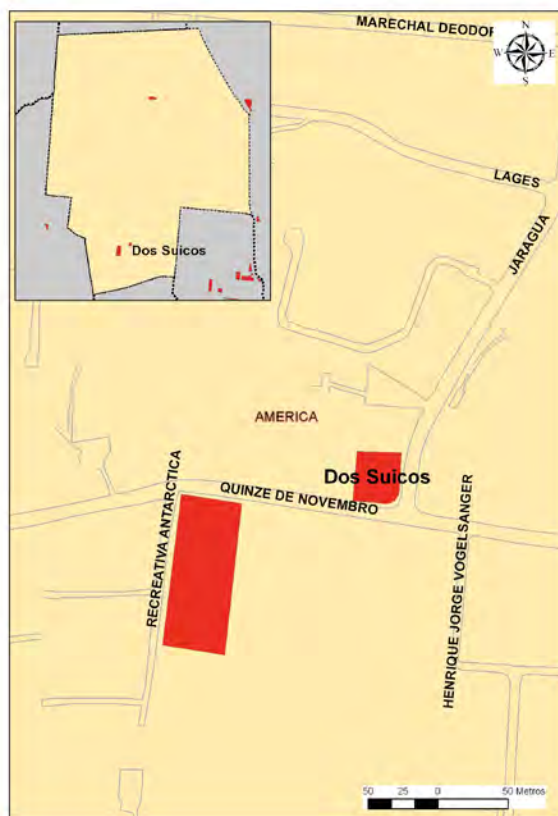 MARECHAL DEODOR
N
W E
S
LAGES
JARAGUA
Dos Suicos
AMERICA
Dos Suicos
QUINZE DE NOVEMBRO
RECREATIVA ANTARCTICA
HENRIQUE JORGE VOGELSANGER
50 25 0 50 Metros